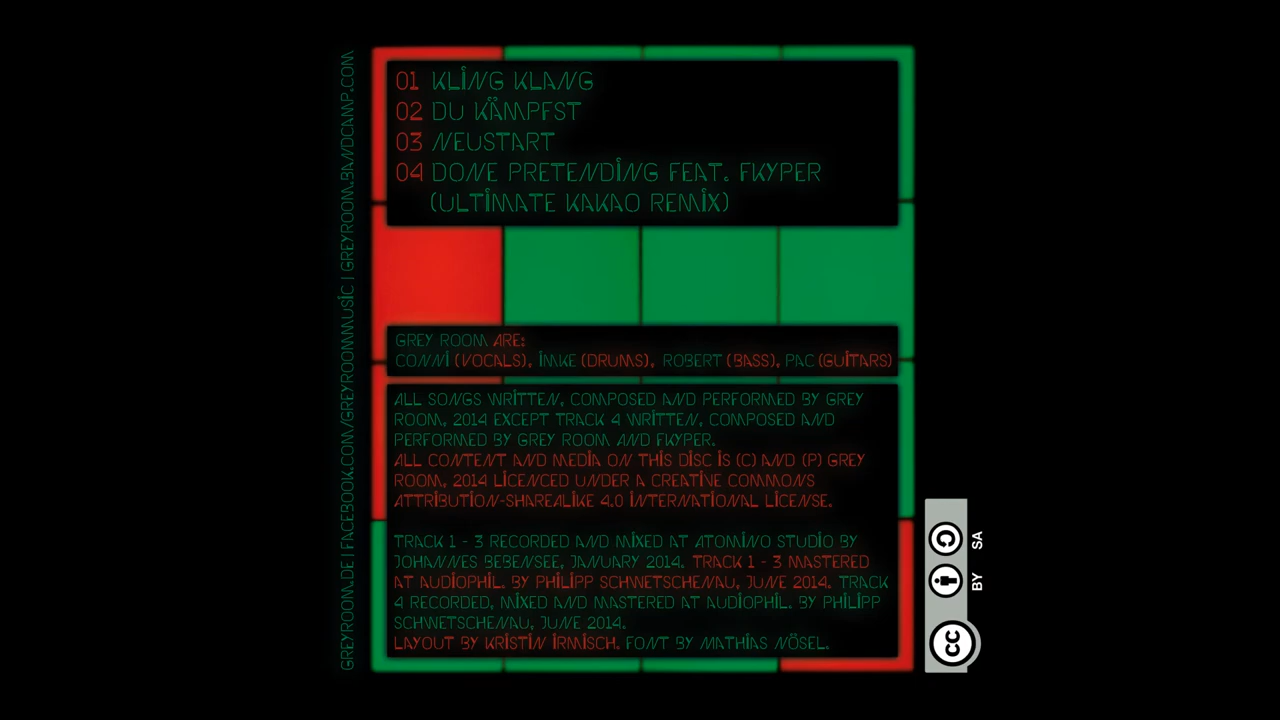 01 KLING KLANG
02 DU KÄMPFST
03 NEUSTART
04 DONE PRETENDING FEAT. FKYPER
(ULTIMATE KAKAO REMIX)
GREY ROOM ARE:
CONNI (VOCALS), IMKE (DRUMS), ROBERT (BASS), PAC (GUITARS)
ALL SONGS WRITTEN, COMPOSED AND PERFORMED BY GREY
ROOM, 2014 EXCEPT TRACK 4 WRITTEN, COMPOSED AND
PERFORMED BY GREY ROOM AND FKYPER.
ALL CONTENT AND MEDIA ON THIS DISC IS (C) AND (P) GREY
ROOM, 2014 LICENCED UNDER A CREATIVE COMMONS
ATTRIBUTION-SHAREALIKE 4.0 INTERNATIONAL LICENSE.
TRACK 1 - 3 RECORDED AND MIXED AT ATOMINO STUDIO BY
JOHANNES BEBENSEE, JANUARY 2014. TRACK 1 - 3 MASTERED
AT AUDIOPHIL. BY PHILIPP SCHWETSCHENAU, JUNE 2014. TRACK
4 RECORDED, MIXED AND MASTERED AT AUDIOPHIL. BY PHILIPP
SCHWETSCHENAU, JUNE 2014.
LAYOUT BY KRISTIN IRMISCH. FONT BY MATHIAS NÖSEL.
GREYROOM.DE | FACEBOOK.COM/GREYROOMMUSIC | GREYROOM.BANDCAMP.COM
cc BY SA